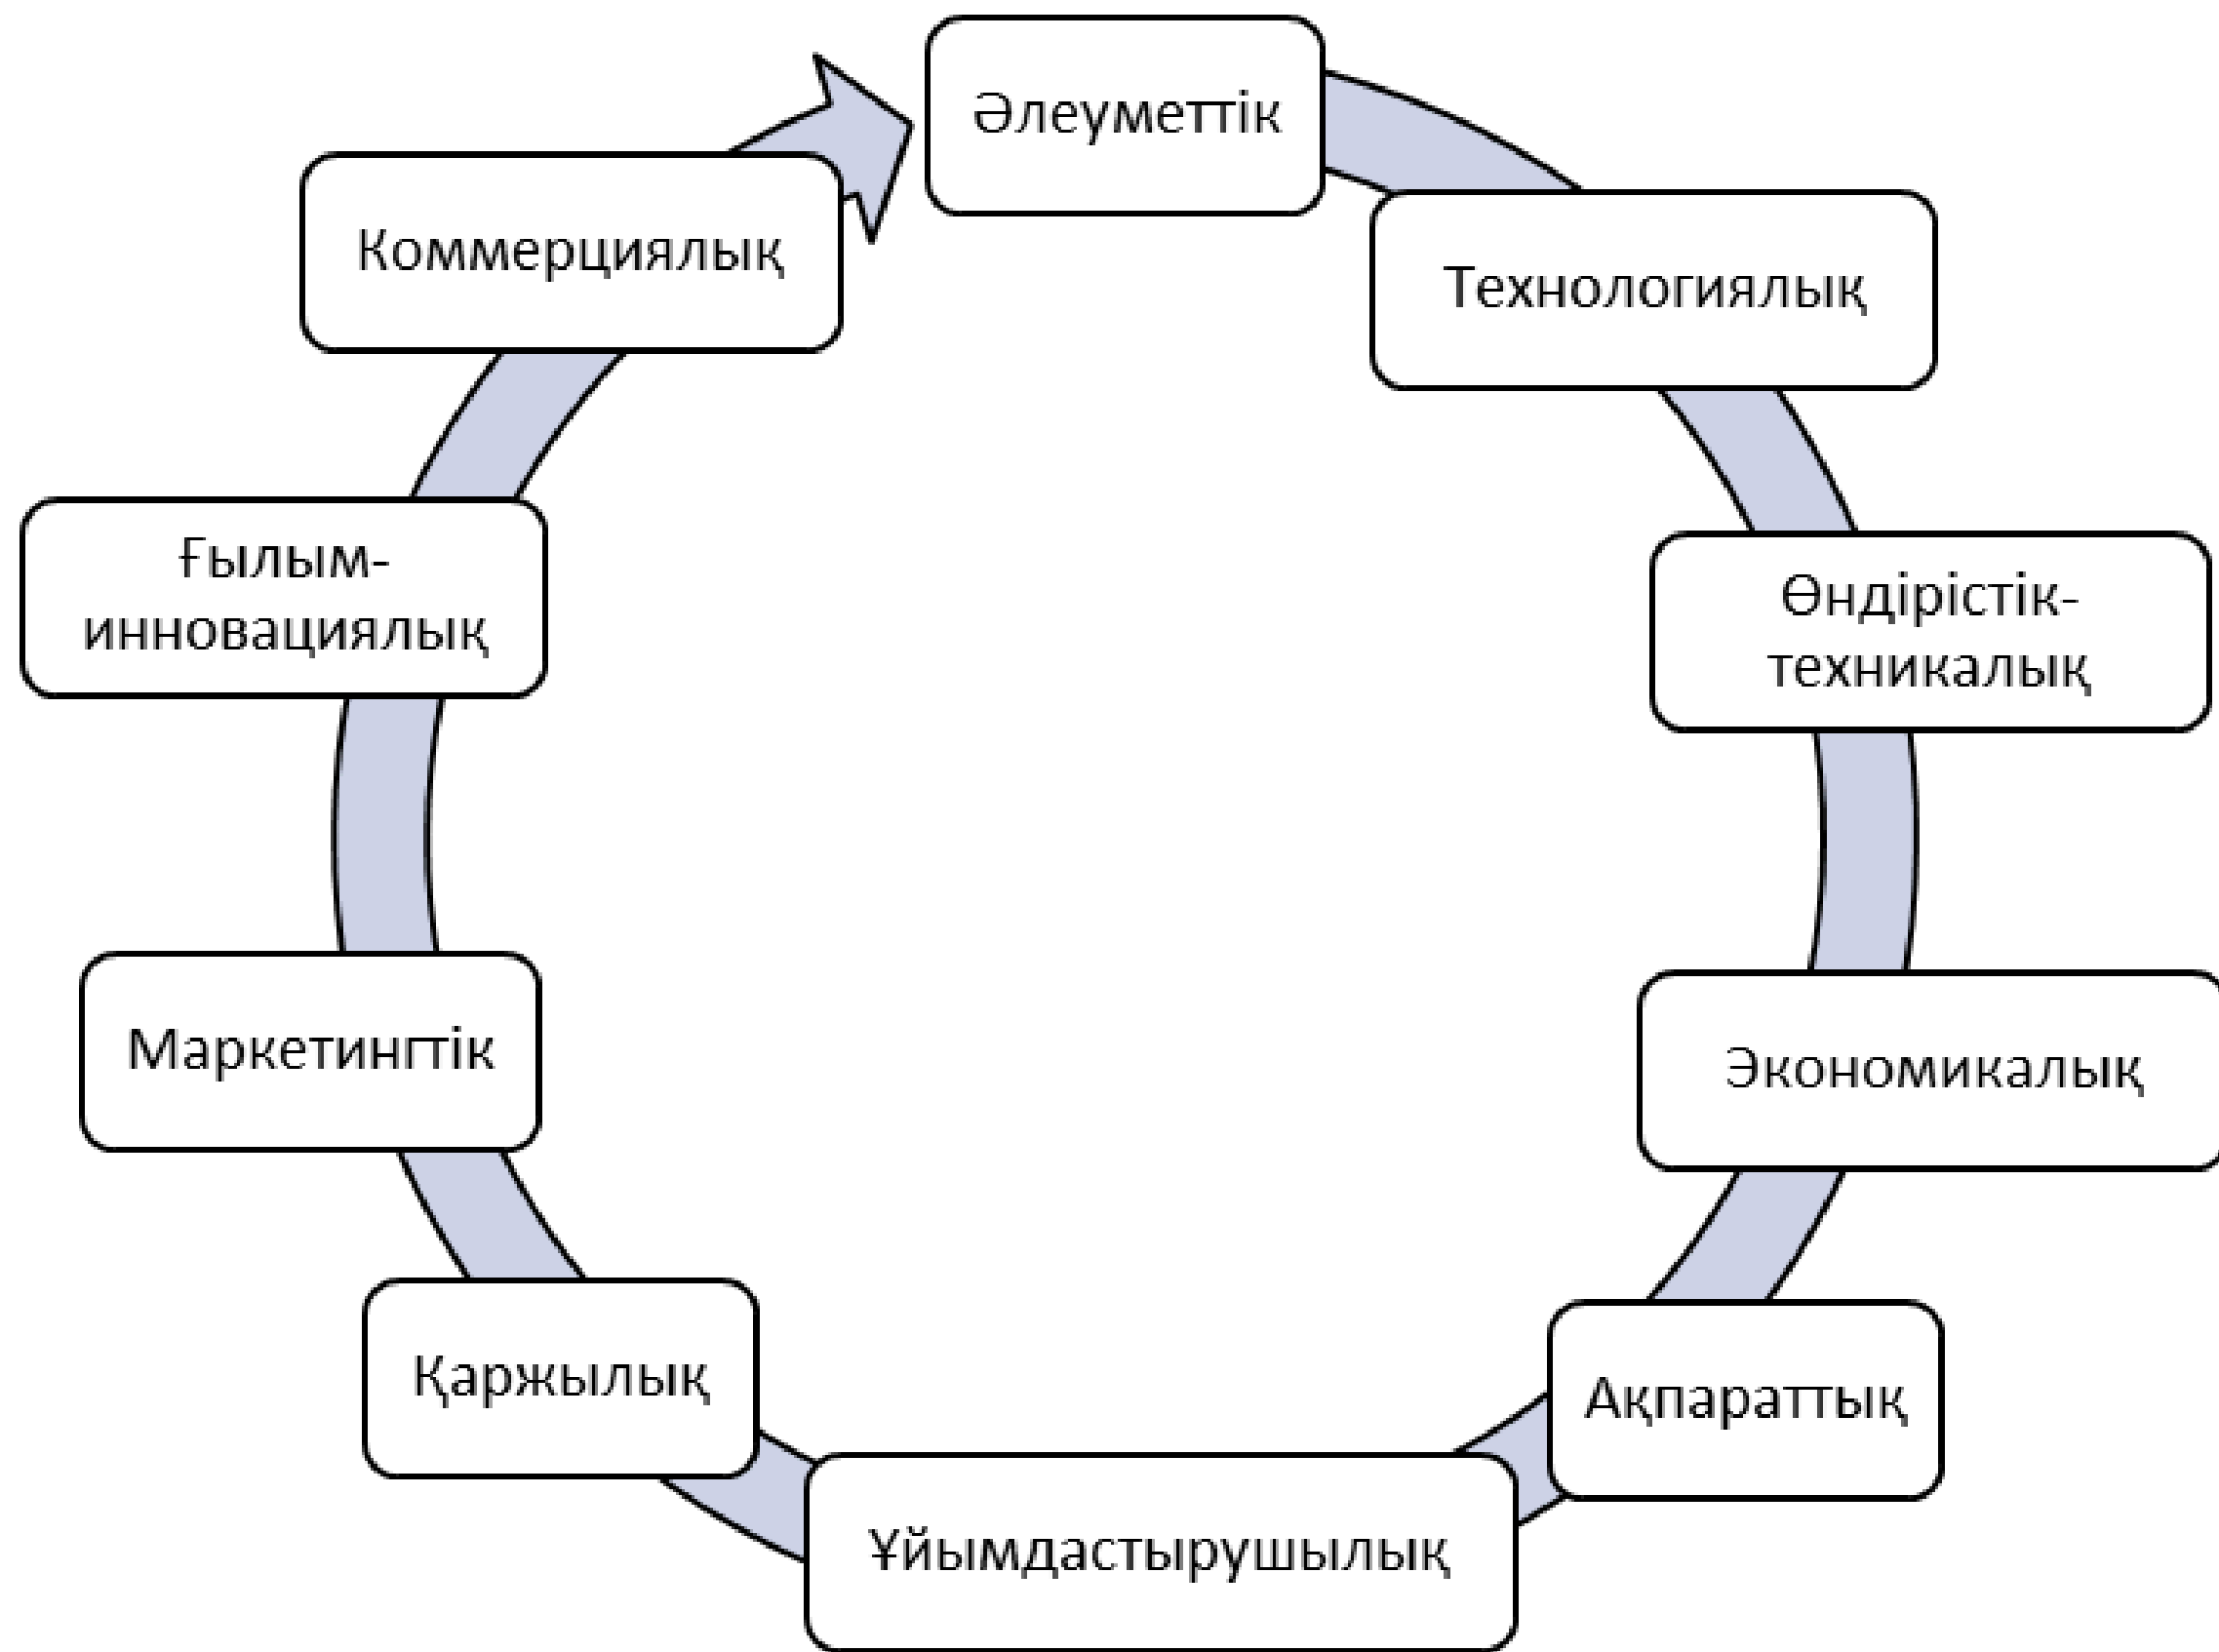 Әлеуметтік
Технологиялық
Өндірістік-
техникалық
Экономикалық
Ақпараттық
Ұйымдастырушылық
Қаржылық
Маркетингтік
Ғылым-
инновациялық
Коммерциялық